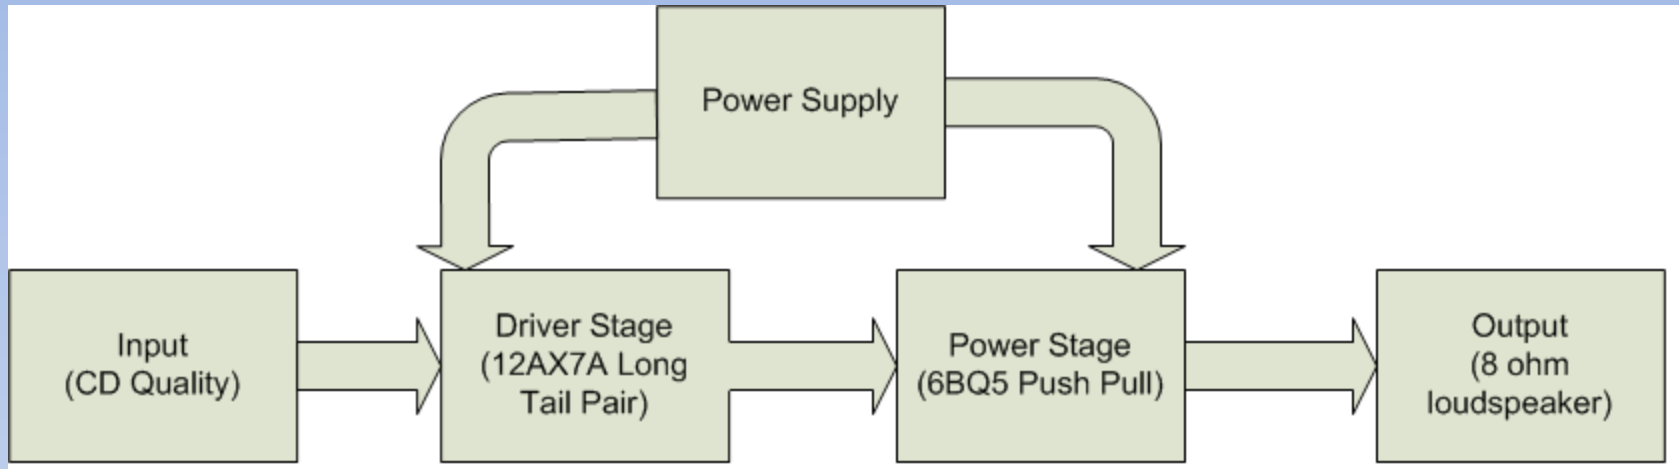 Power Supply
Input
(CD Quality)
Driver Stage
(12AX7A Long
Tail Pair)
Power Stage
(6BQ5 Push Pull)
Output
(8 ohm
loudspeaker)